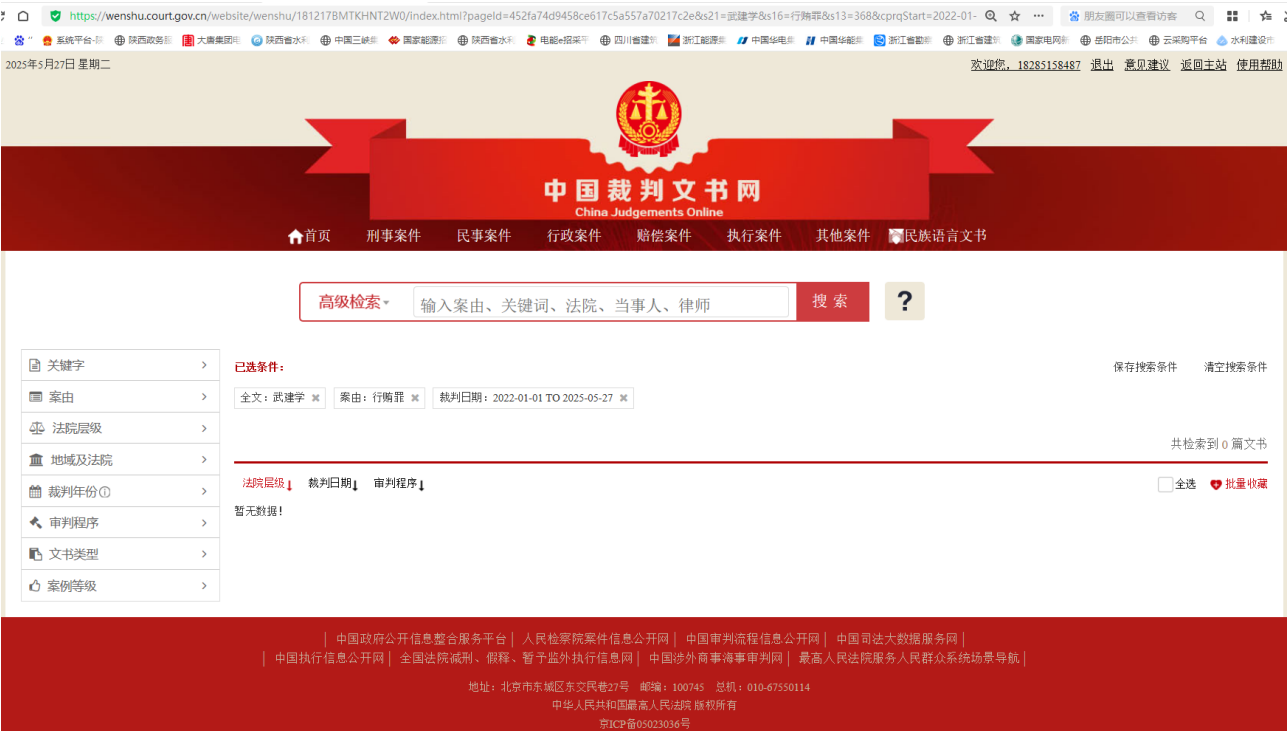 https://wenshu.court.gov.cn/website/wenshu/181217BMTKHNT2W0/index.html?pageId=452fa74d9458ce617c5a557a70217c2e&s21=武建学&s16=行贿罪&s13=368&cprqStart=2022-01- 朋友圈可以查看访客
系统平台-陕 陕西政务服 大唐集团电 陕西省水利 中国三峡集 国家能源 陕西省水利 电能e招采平 四川省建筑 浙江能源集 中国华电集 中国华能集 浙江省勘察 浙江省建筑 国家电网新 岳阳市公共 云采购平台 水利建设市
2025年5月27日 星期二 欢迎您，18285158487 退出 意见建议 返回主站 使用帮助
中国裁判文书网
China Judgements Online
首页 刑事案件 民事案件 行政案件 赔偿案件 执行案件 其他案件 民族语言文书
高级检索 输入案由、关键词、法院、当事人、律师 搜索 ?
关键字
案由
法院层级
地域及法院
裁判年份
审判程序
文书类型
案例等级
已选条件： 保存搜索条件 清空搜索条件
全文：武建学 案由：行贿罪 裁判日期：2022-01-01 TO 2025-05-27
共检索到 0 篇文书
法院层级 裁判日期 审判程序 全选 批量收藏
暂无数据！
| 中国政府公开信息整合服务平台 | 人民检察院案件信息公开网 | 中国审判流程信息公开网 | 中国司法大数据服务网 |
| 中国执行信息公开网 | 全国法院减刑、假释、暂予监外执行信息网 | 中国涉外商事海事审判网 | 最高人民法院服务人民群众系统场景导航 |
地址：北京市东城区东交民巷27号 邮编：100745 总机：010-67550114
中华人民共和国最高人民法院 版权所有
京ICP备05023036号